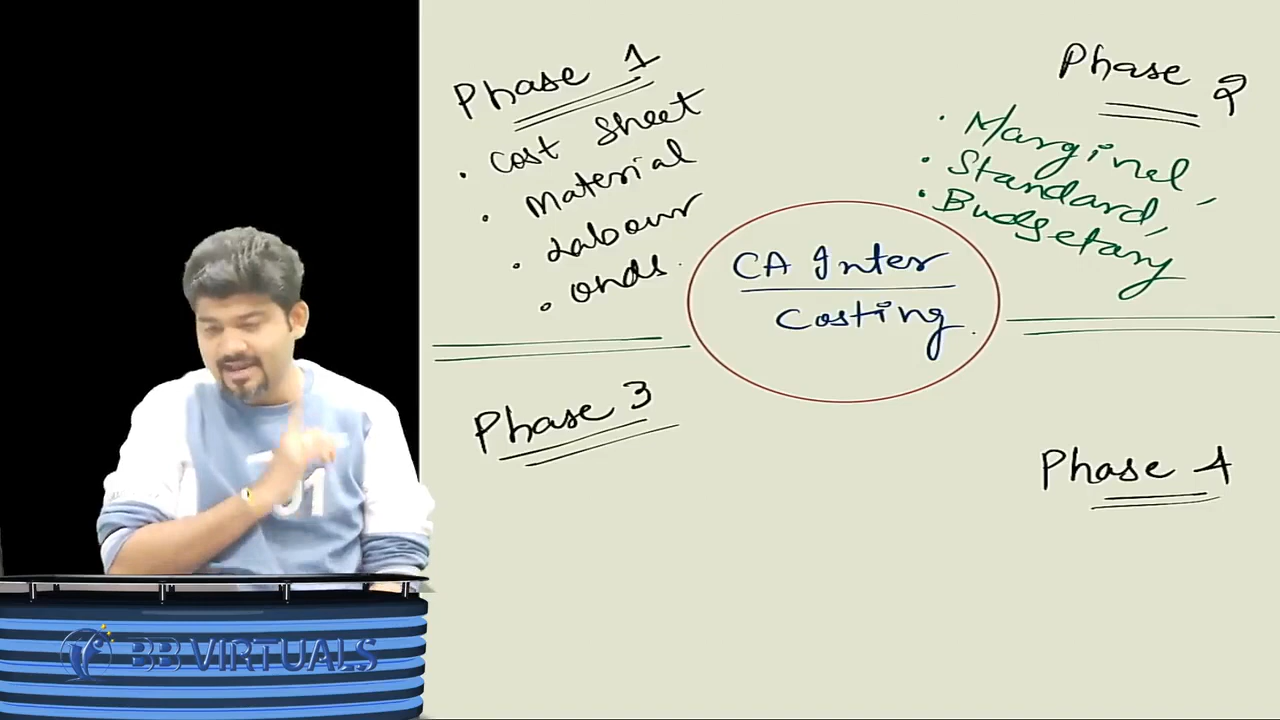 Phase 1
• Cost Sheet
• Material
• Labour
• OHDs.
Phase 2
• Marginal,
• Standard,
• Budgetary
CA Inter
Costing.
Phase 3
Phase 4
01
BB VIRTUALS